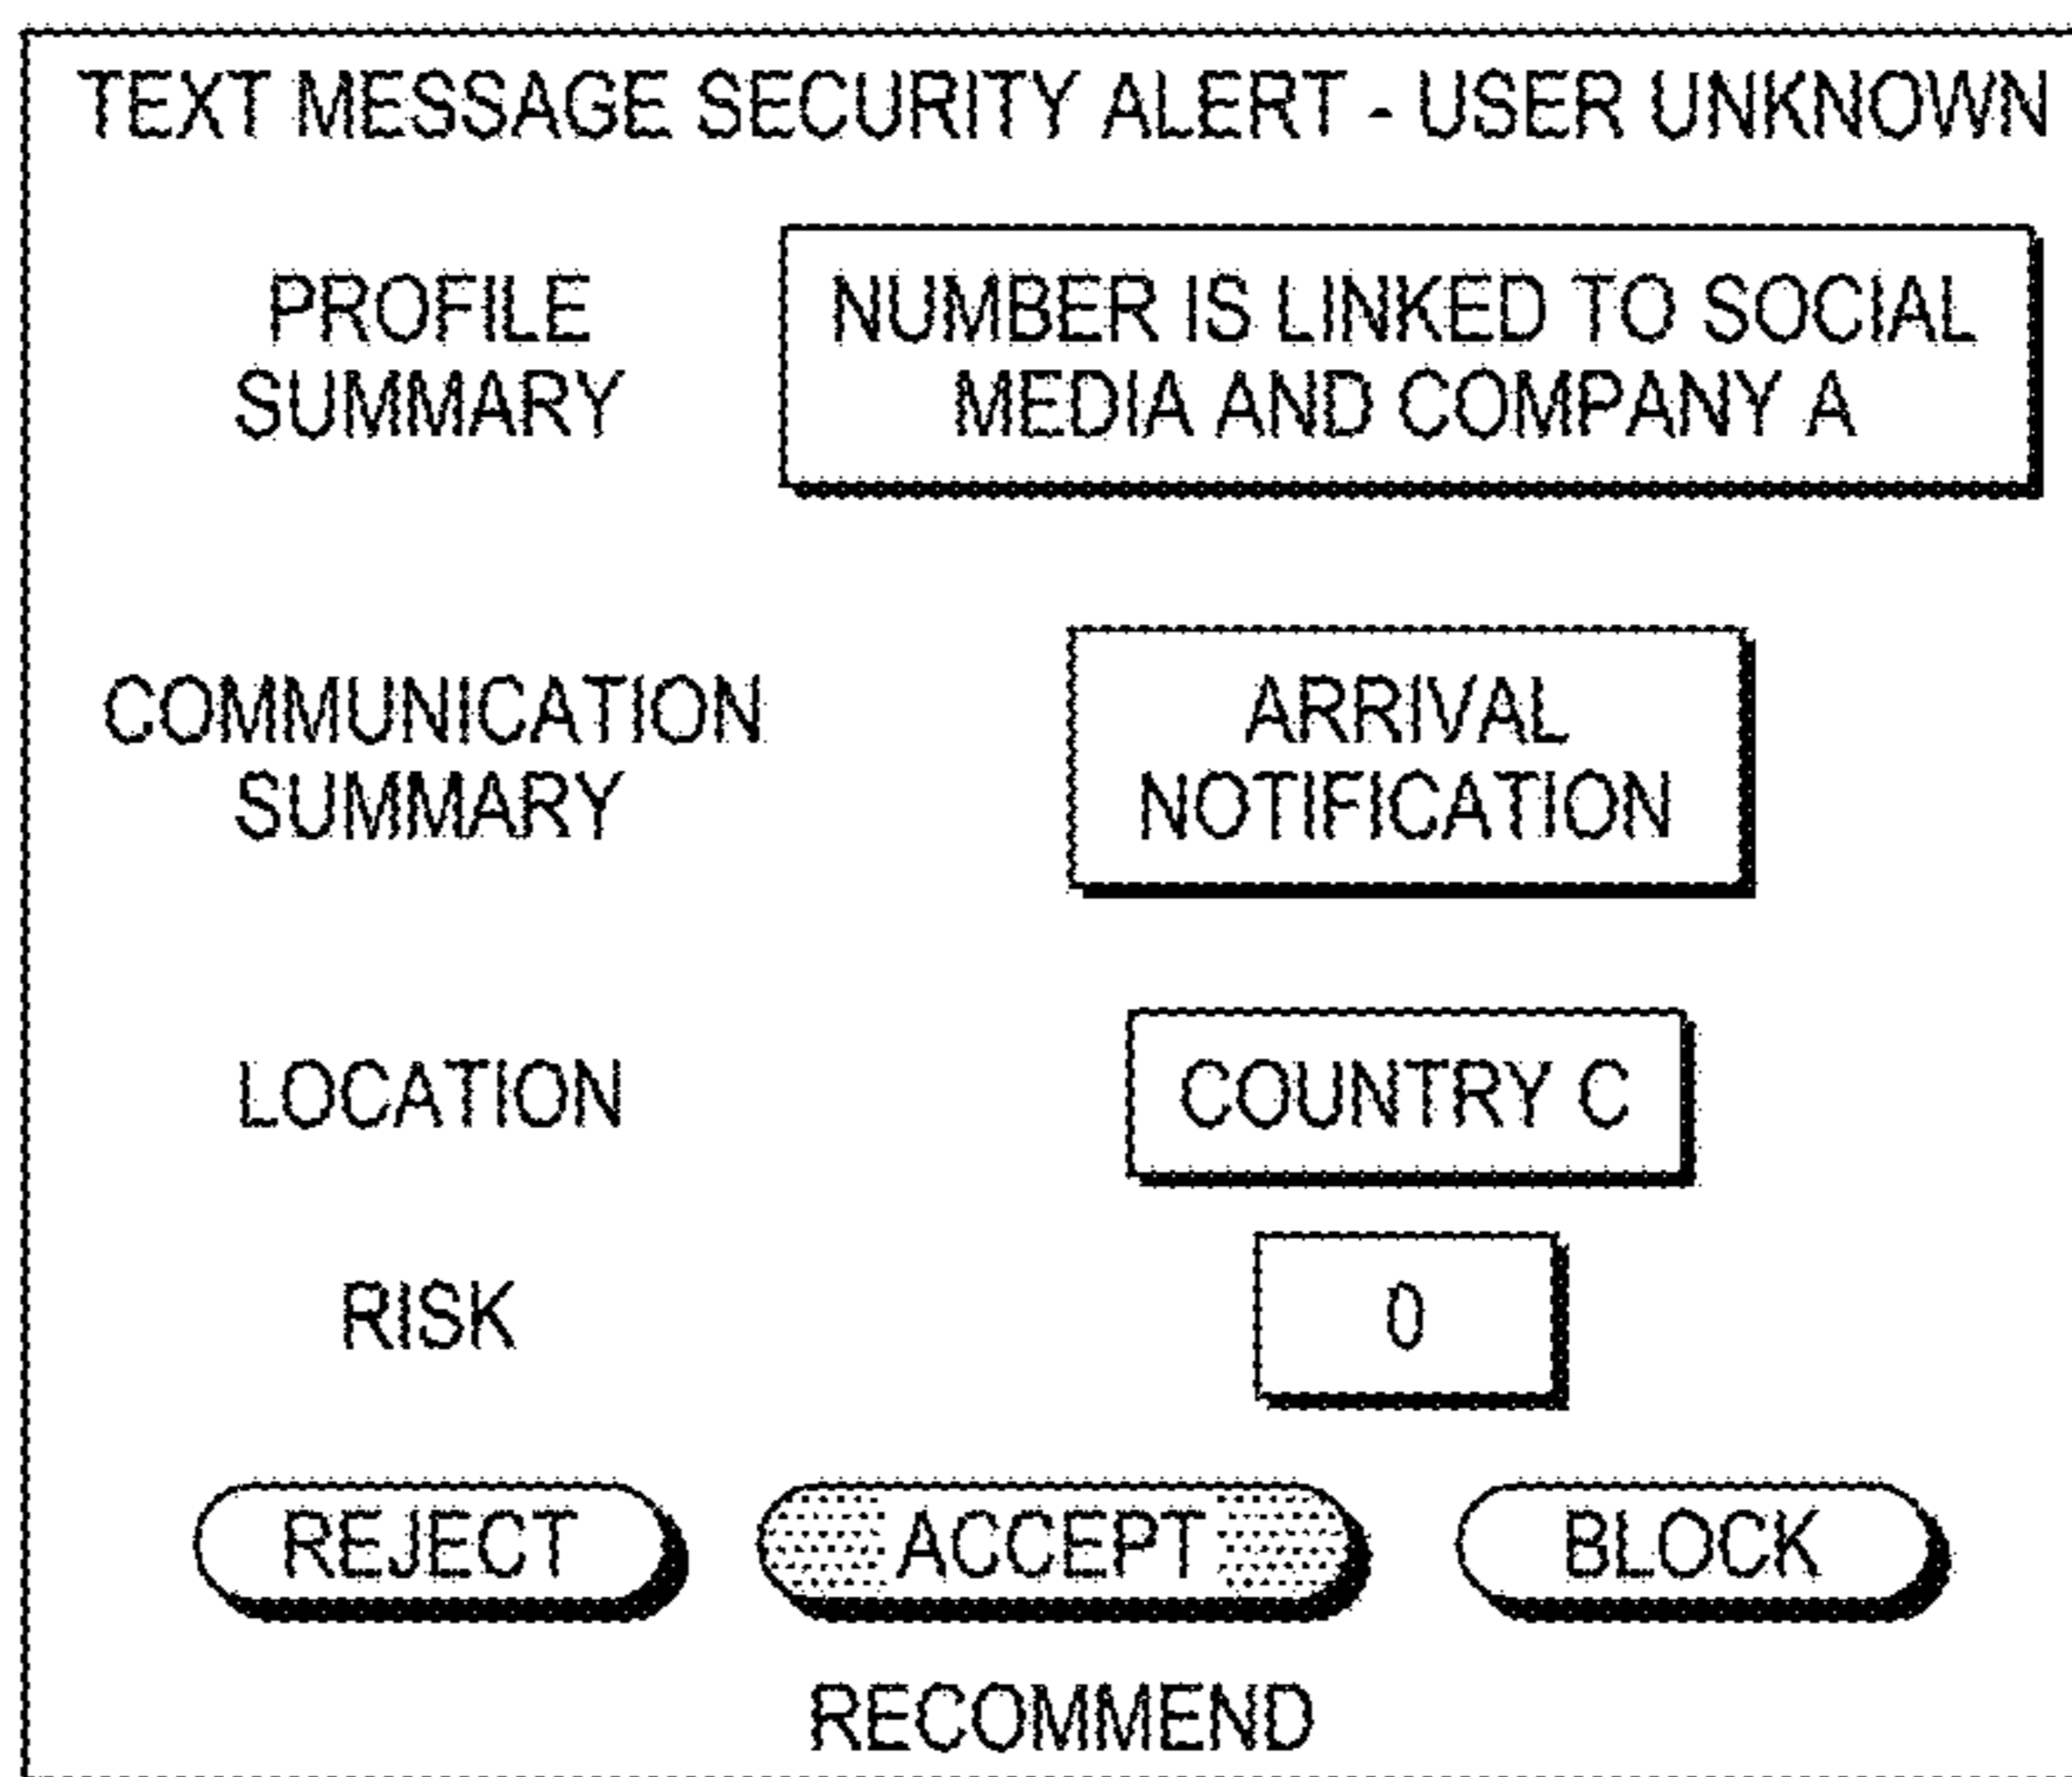 TEXT MESSAGE SECURITY ALERT - USER UNKNOWN
PROFILE
SUMMARY
NUMBER IS LINKED TO SOCIAL
MEDIA AND COMPANY A
COMMUNICATION
SUMMARY
ARRIVAL
NOTIFICATION
LOCATION
COUNTRY C
RISK
0
REJECT
ACCEPT
BLOCK
RECOMMEND